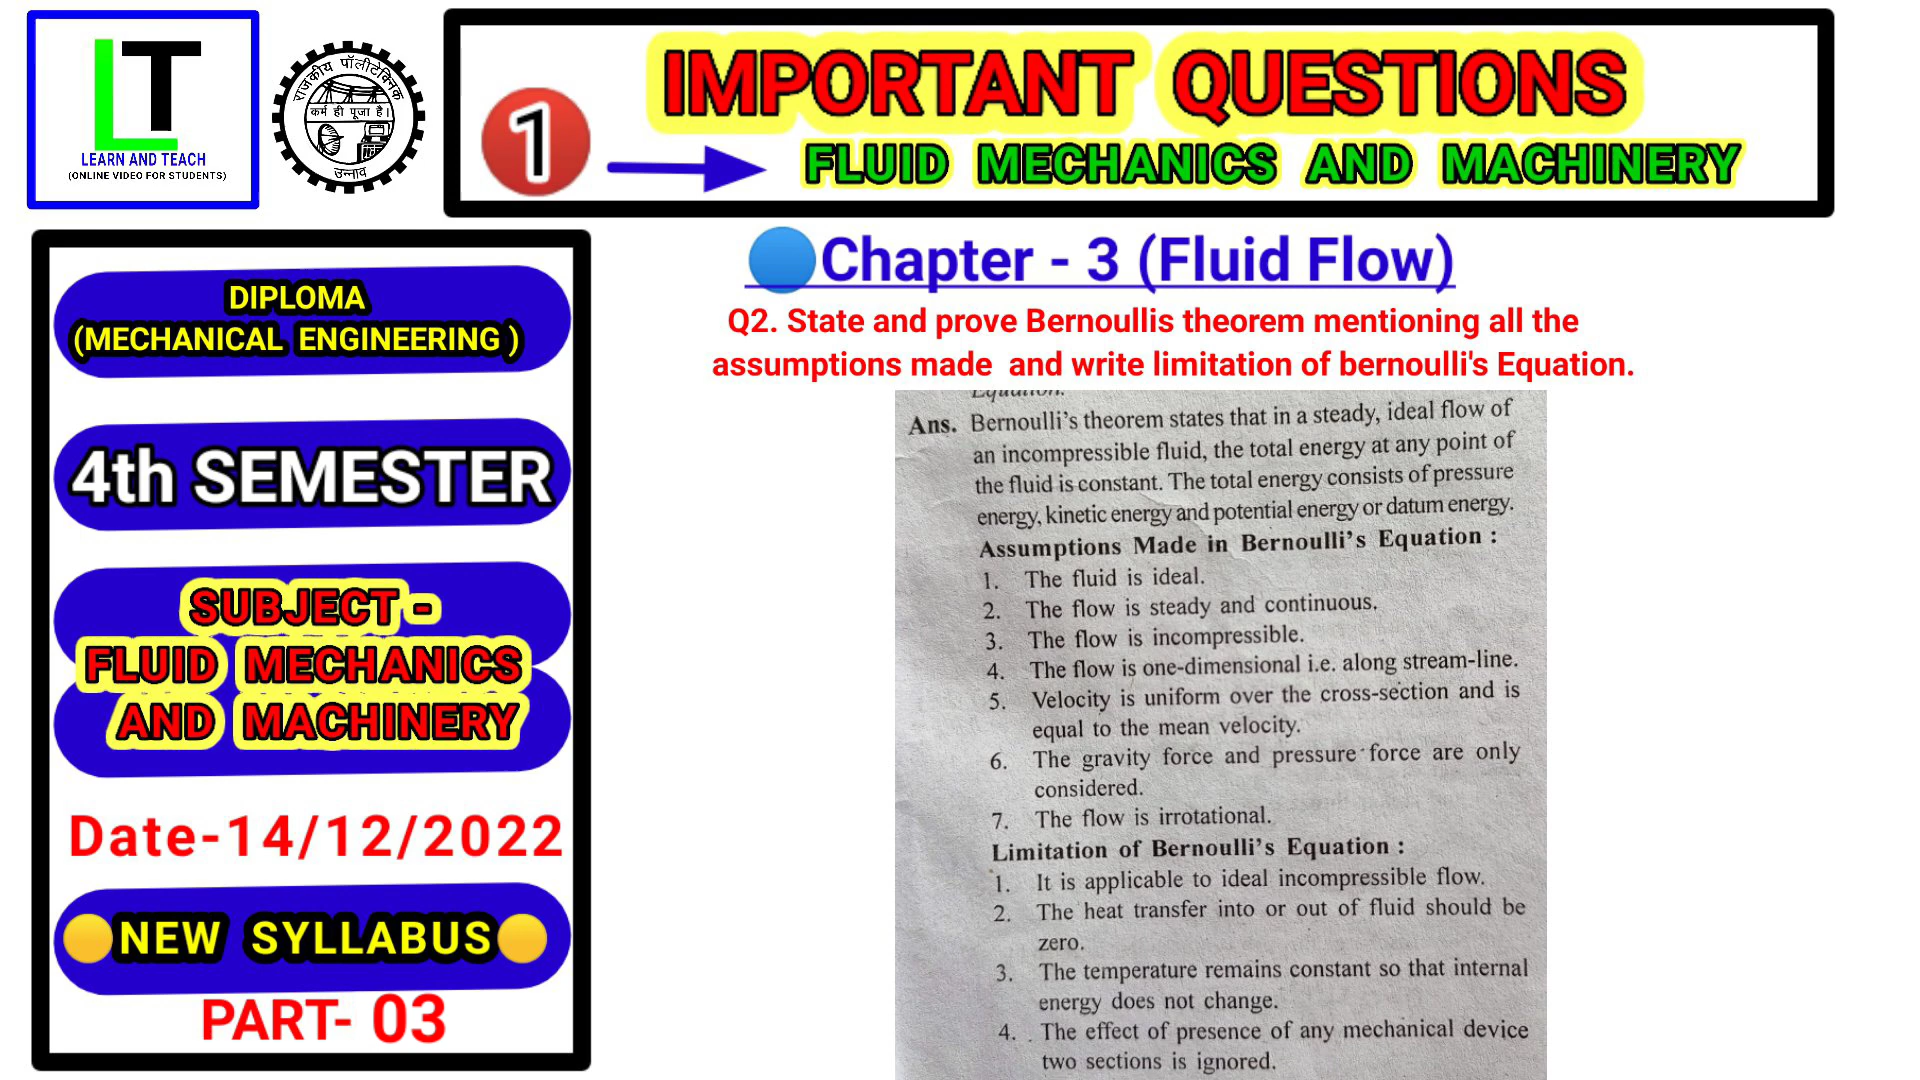 LT
LEARN AND TEACH
(ONLINE VIDEO FOR STUDENTS)
राजकीय पॉलीटेक्निक
कर्म ही पूजा है।
उन्नाव
1
IMPORTANT QUESTIONS
FLUID MECHANICS AND MACHINERY
DIPLOMA
(MECHANICAL ENGINEERING )
4th SEMESTER
SUBJECT -
FLUID MECHANICS
AND MACHINERY
Date-14/12/2022
NEW SYLLABUS
PART- 03
Chapter - 3 (Fluid Flow)
Q2. State and prove Bernoullis theorem mentioning all the
assumptions made and write limitation of bernoulli's Equation.
Equation.
Ans. Bernoulli's theorem states that in a steady, ideal flow of
an incompressible fluid, the total energy at any point of
the fluid is constant. The total energy consists of pressure
energy, kinetic energy and potential energy or datum energy.
Assumptions Made in Bernoulli's Equation :
1. The fluid is ideal.
2. The flow is steady and continuous.
3. The flow is incompressible.
4. The flow is one-dimensional i.e. along stream-line.
5. Velocity is uniform over the cross-section and is
equal to the mean velocity.
6. The gravity force and pressure force are only
considered.
7. The flow is irrotational.
Limitation of Bernoulli's Equation :
1. It is applicable to ideal incompressible flow.
2. The heat transfer into or out of fluid should be
zero.
3. The temperature remains constant so that internal
energy does not change.
4. The effect of presence of any mechanical device
two sections is ignored.